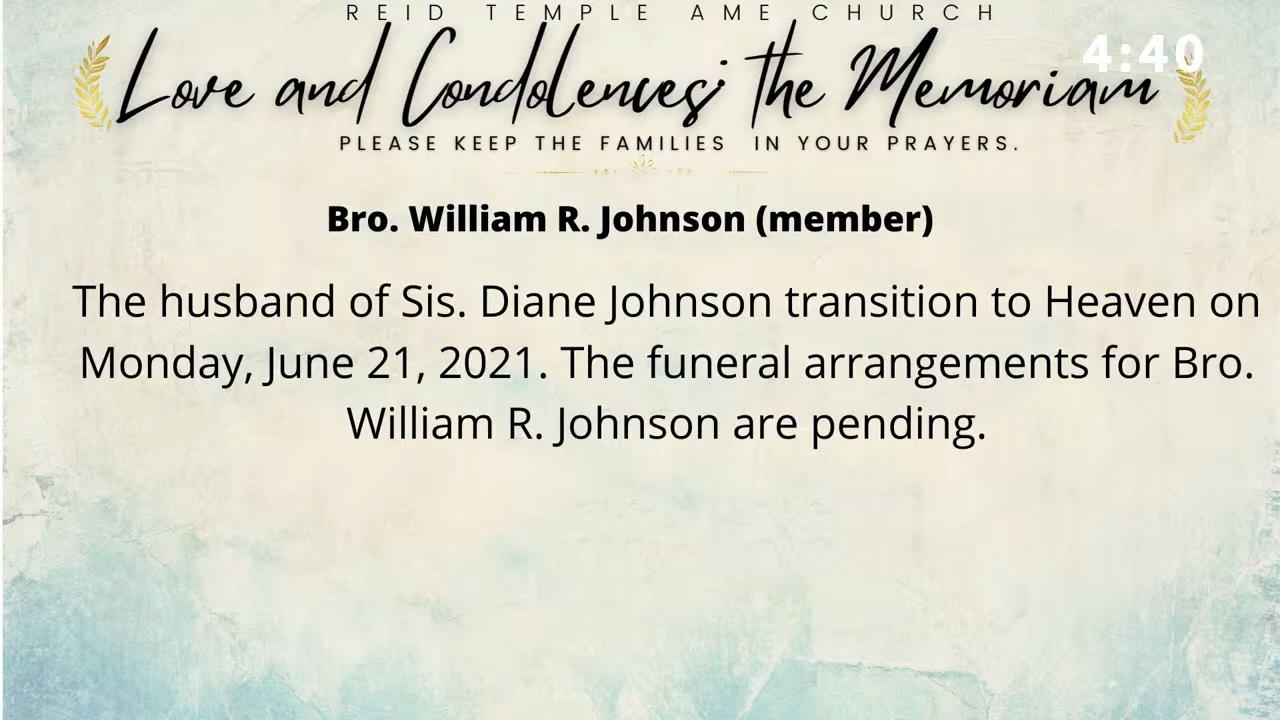 REID TEMPLE AME CHURCH
4:40
Love and Condolences; the Memoriam
PLEASE KEEP THE FAMILIES IN YOUR PRAYERS.
Bro. William R. Johnson (member)
The husband of Sis. Diane Johnson transition to Heaven on
Monday, June 21, 2021. The funeral arrangements for Bro.
William R. Johnson are pending.